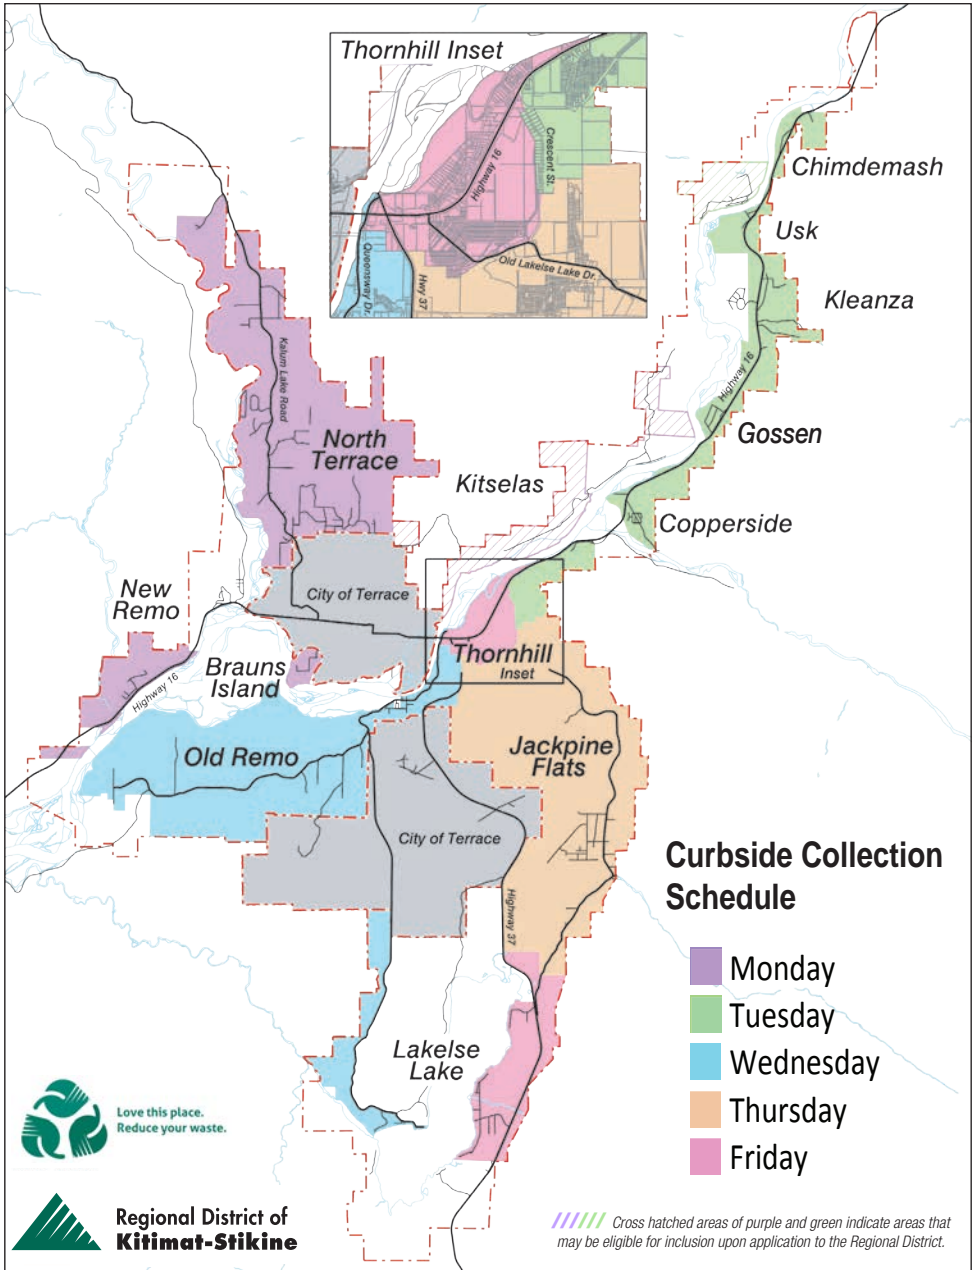 Thornhill Inset
Highway 16
Crescent St.
Queensway Dr.
Hwy 37
Old Lakelse Lake Dr.
Chimdemash
Usk
Kleanza
Highway 16
Gossen
Copperside
Kalum Lake Road
North
Terrace
Kitselas
New
Remo
City of Terrace
Brauns
Island
Highway 16
Thornhill
Inset
Old Remo
Jackpine
Flats
City of Terrace
Highway 37
Lakelse
Lake
Curbside Collection
Schedule
Monday
Tuesday
Wednesday
Thursday
Friday
Love this place.
Reduce your waste.
Regional District of
Kitimat-Stikine
Cross hatched areas of purple and green indicate areas that
may be eligible for inclusion upon application to the Regional District.